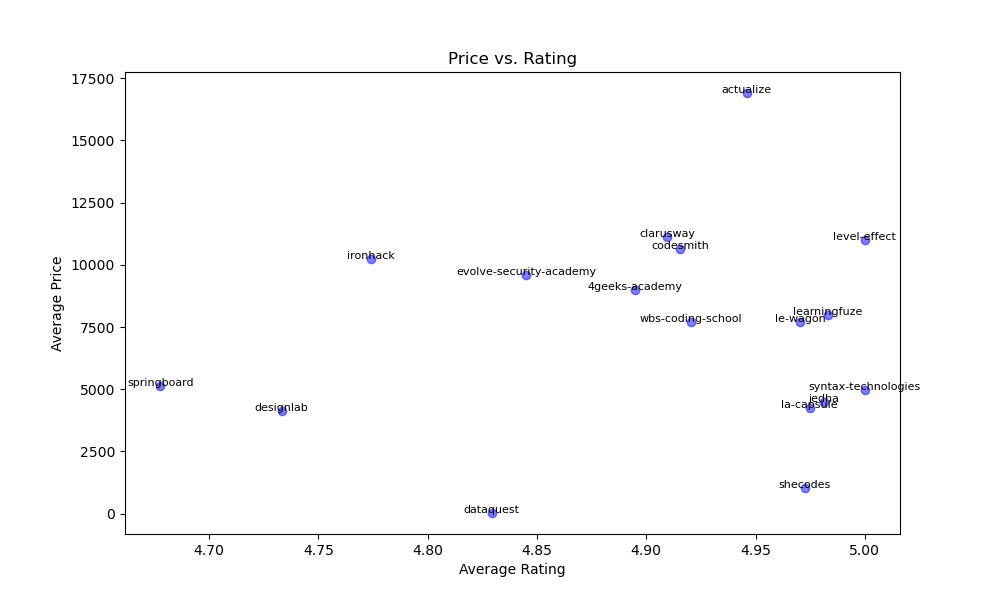 Price vs. Rating
17500
15000
12500
10000
7500
5000
2500
0
Average Price
actualize
clarusway
codesmith
level-effect
ironhack
evolve-security-academy
4geeks-academy
learningfuze
wbs-coding-school
le-wagon
springboard
syntax-technologies
jedha
la-capsule
designlab
shecodes
dataquest
4.70
4.75
4.80
4.85
4.90
4.95
5.00
Average Rating